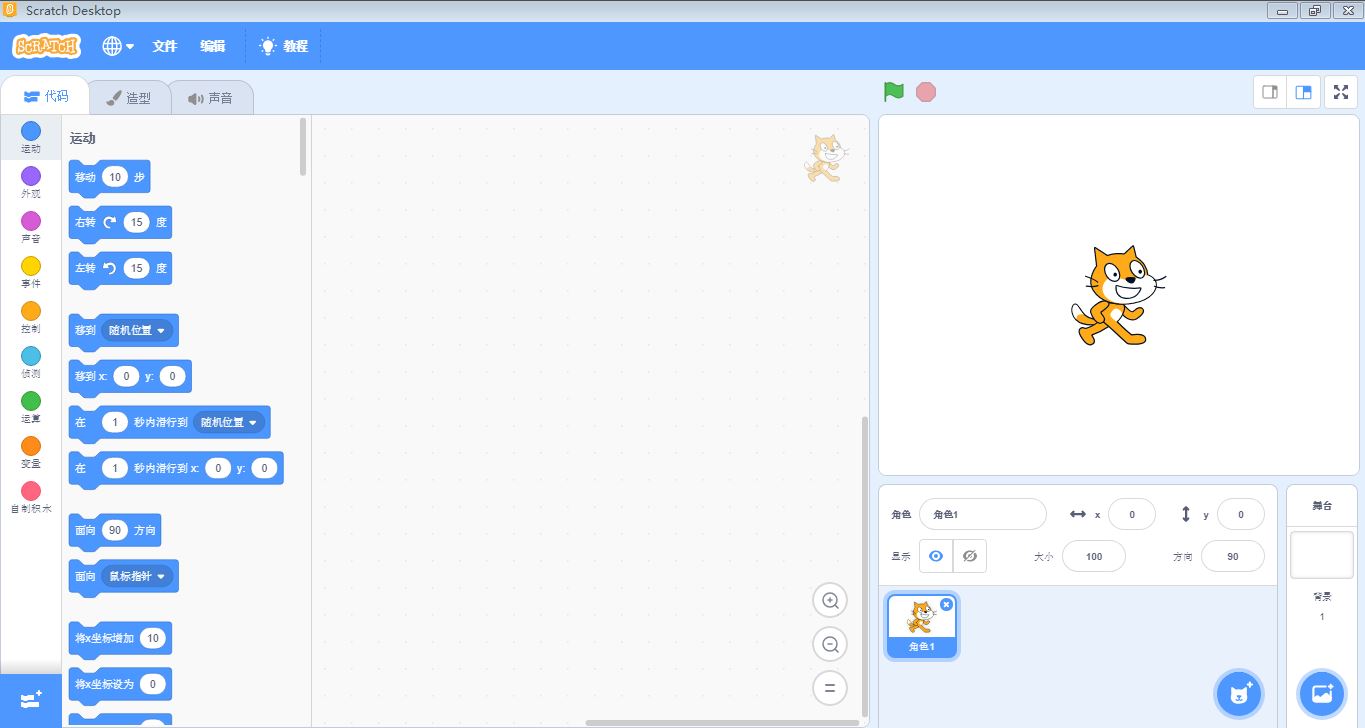 Scratch Desktop
SCRATCH 文件 编辑 教程
代码 造型 声音
运动
外观
声音
事件
控制
侦测
运算
变量
自制积木
运动
移动 10 步
右转 15 度
左转 15 度
移到 随机位置
移到 x: 0 y: 0
在 1 秒内滑行到 随机位置
在 1 秒内滑行到 x: 0 y: 0
面向 90 方向
面向 鼠标指针
将x坐标增加 10
将x坐标设为 0
角色 角色1 x 0 y 0
显示 大小 100 方向 90
角色1
舞台
背景
1